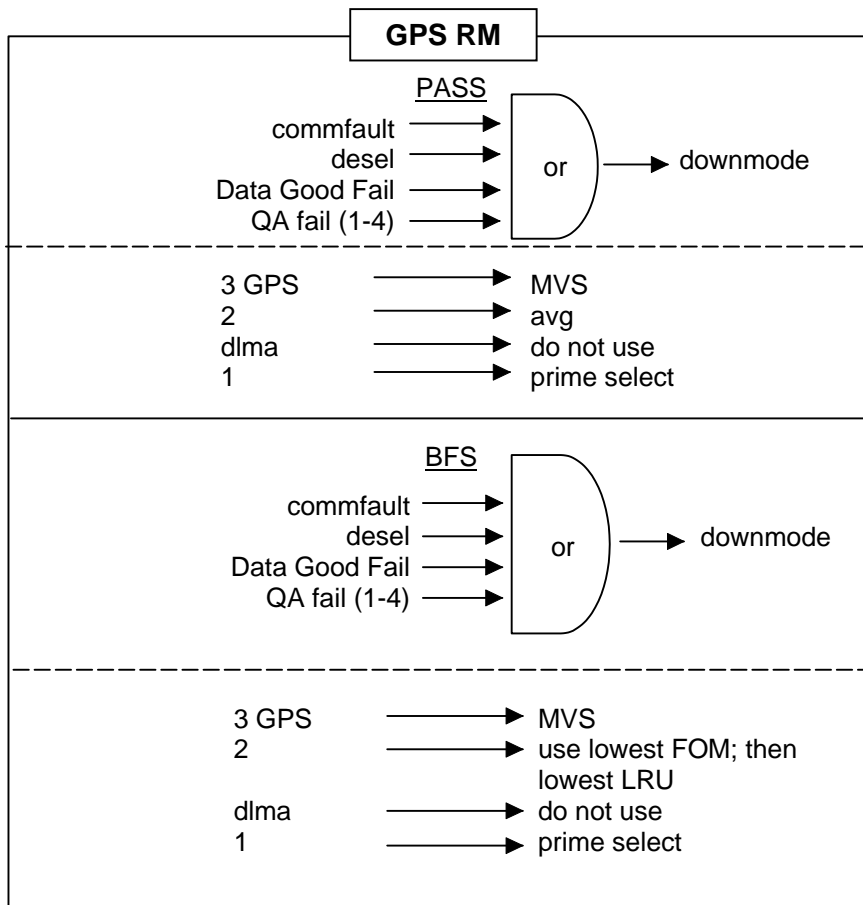 GPS RM
PASS
commfault
desel
Data Good Fail
QA fail (1-4)
or
downmode
3 GPS MVS
2 avg
dlma do not use
1 prime select
BFS
commfault
desel
Data Good Fail
QA fail (1-4)
or
downmode
3 GPS MVS
2 use lowest FOM; then
lowest LRU
dlma do not use
1 prime select